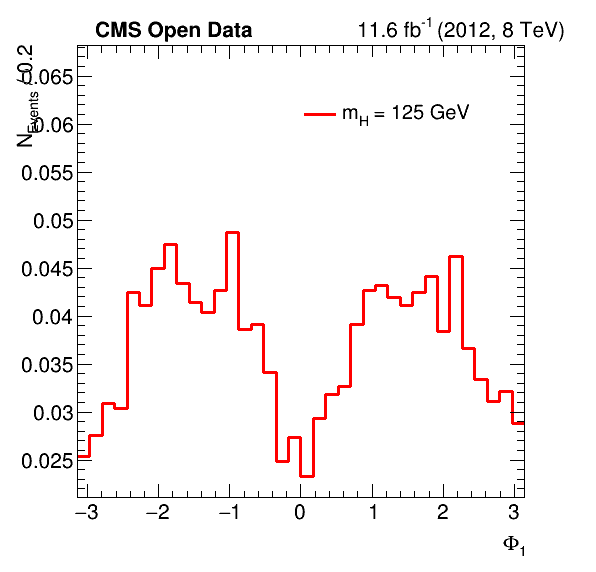 CMS Open Data 11.6 fb-1 (2012, 8 TeV)
N Events / 0.2
mH = 125 GeV
0.065
0.06
0.055
0.05
0.045
0.04
0.035
0.03
0.025
−3 −2 −1 0 1 2 3
Φ1